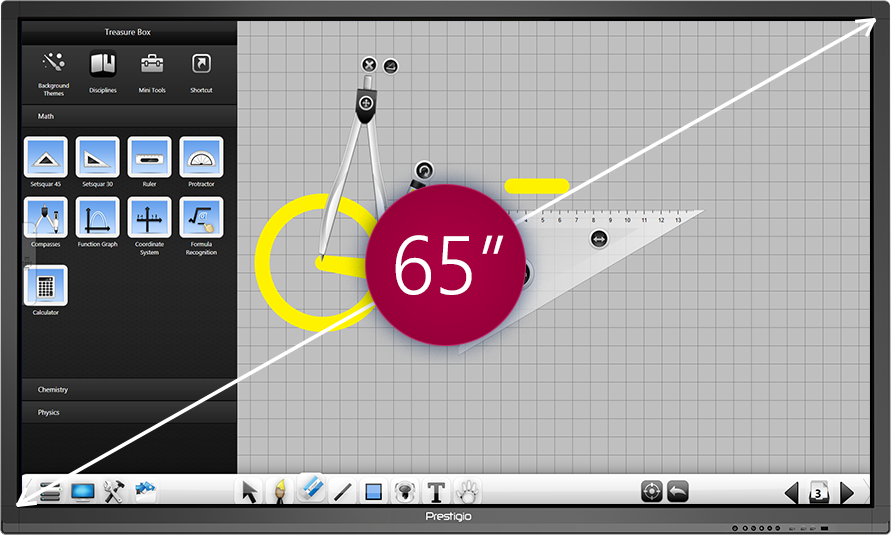 Treasure Box
Background
Themes
Disciplines
Mini Tools
Shortcut
Math
Setsquar 45
Setsquar 30
Ruler
Protractor
Compasses
Function Graph
Coordinate
System
Formula
Recognition
Calculator
Chemistry
Physics
65"
4 5 6 7 8 9 10 11 12 13
T
3
Prestigio